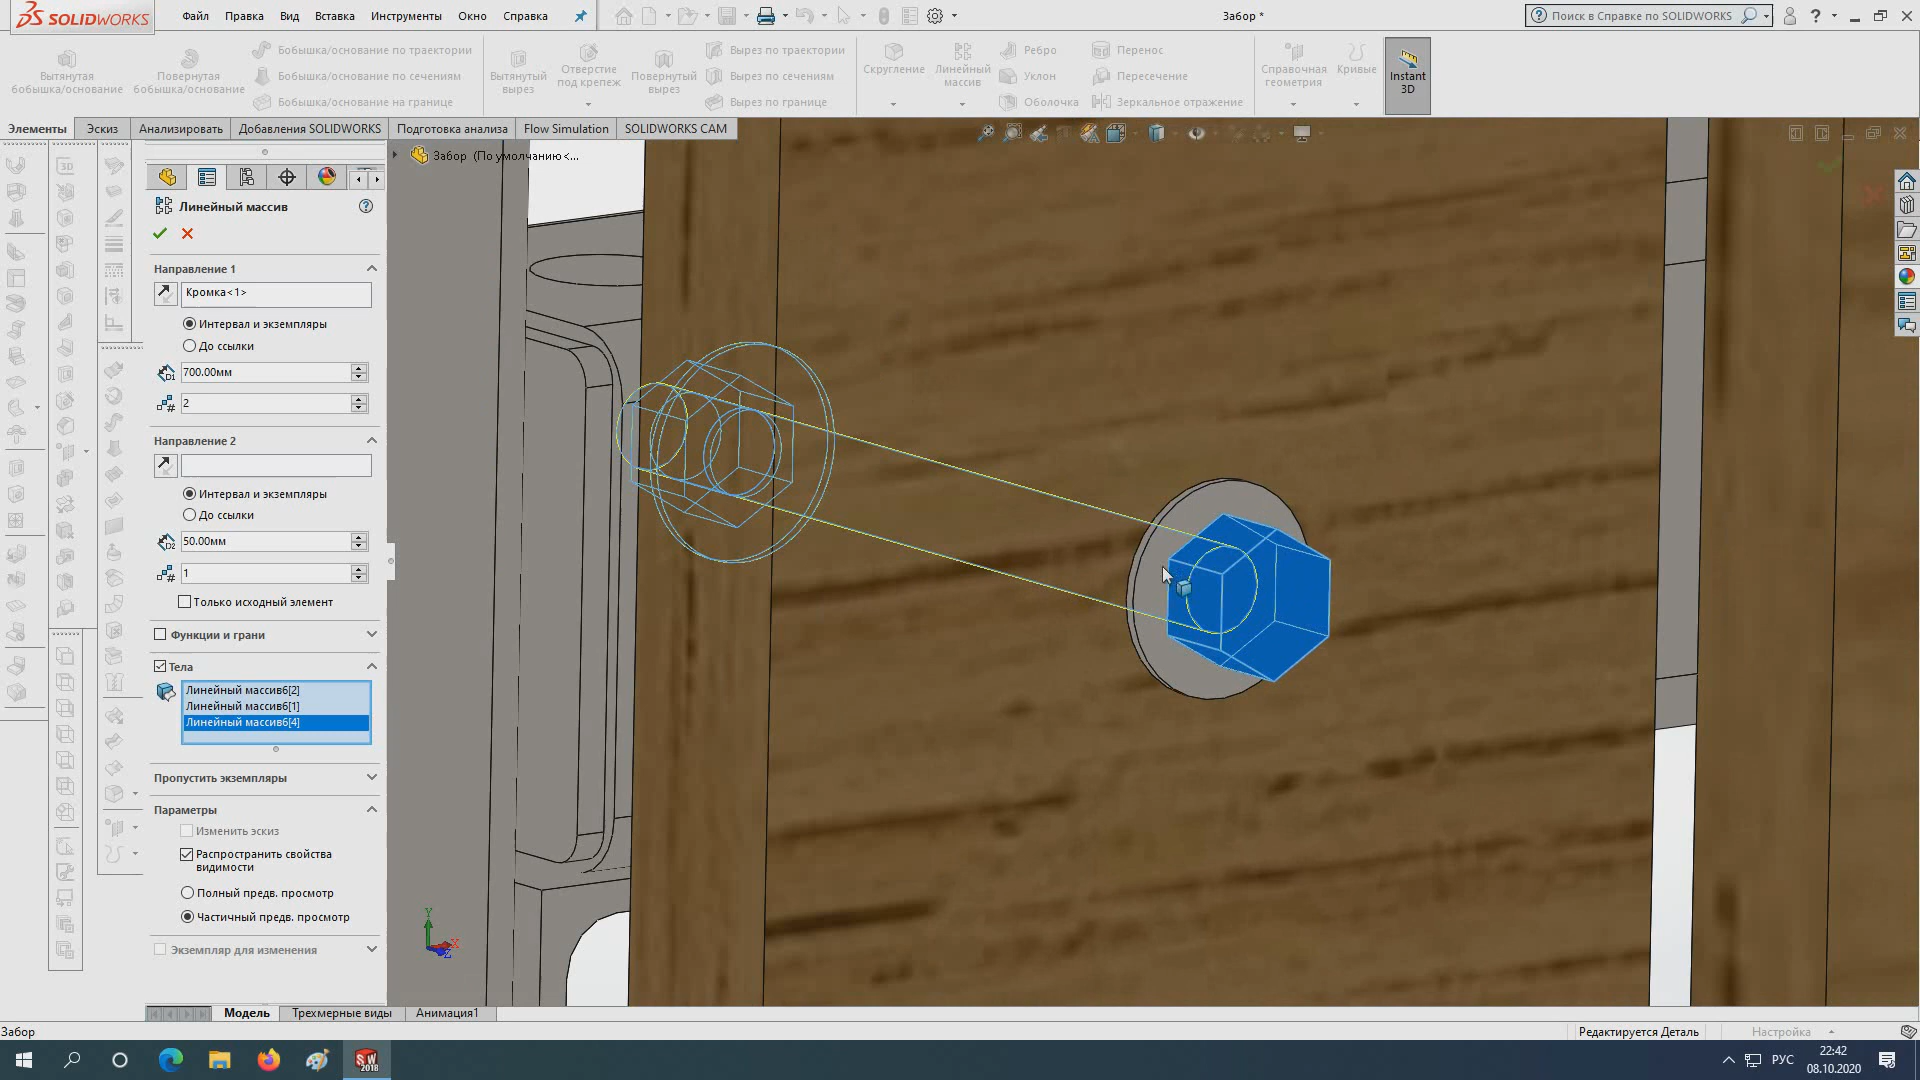 SOLIDWORKS
Файл
Правка
Вид
Вставка
Инструменты
Окно
Справка
Забор *
Поиск в Справке по SOLIDWORKS
Вытянутая
бобышка/основание
Повернутая
бобышка/основание
Бобышка/основание по траектории
Бобышка/основание по сечениям
Бобышка/основание на границе
Вытянутый
вырез
Отверстие
под крепеж
Повернутый
вырез
Вырез по траектории
Вырез по сечениям
Вырез по границе
Скругление
Линейный
массив
Ребро
Уклон
Оболочка
Перенос
Пересечение
Зеркальное отражение
Справочная
геометрия
Кривые
Instant
3D
Элементы
Эскиз
Анализировать
Добавления SOLIDWORKS
Подготовка анализа
Flow Simulation
SOLIDWORKS CAM
Забор (По умолчанию<...
Линейный массив
Направление 1
Кромка<1>
Интервал и экземпляры
До ссылки
700.00мм
2
Направление 2
Интервал и экземпляры
До ссылки
50.00мм
1
Только исходный элемент
Функции и грани
Тела
Линейный массив6[2]
Линейный массив6[1]
Линейный массив6[4]
Пропустить экземпляры
Параметры
Изменить эскиз
Распространить свойства
видимости
Полный предв. просмотр
Частичный предв. просмотр
Экземпляр для изменения
Y
X
Z
Модель
Трехмерные виды
Анимация1
Забор
Редактируется Деталь
Настройка
РУС
22:42
08.10.2020